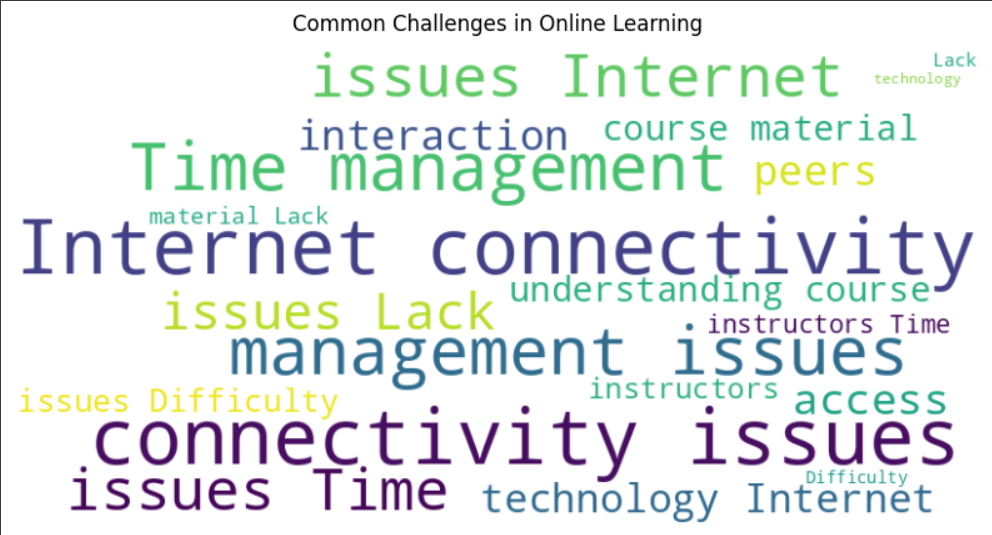 Common Challenges in Online Learning
issues Internet
Lack
technology
interaction
course material
Time management
peers
material Lack
Internet connectivity
understanding course
issues Lack
instructors Time
management issues
instructors
issues Difficulty
access
connectivity issues
issues Time
Difficulty
technology Internet